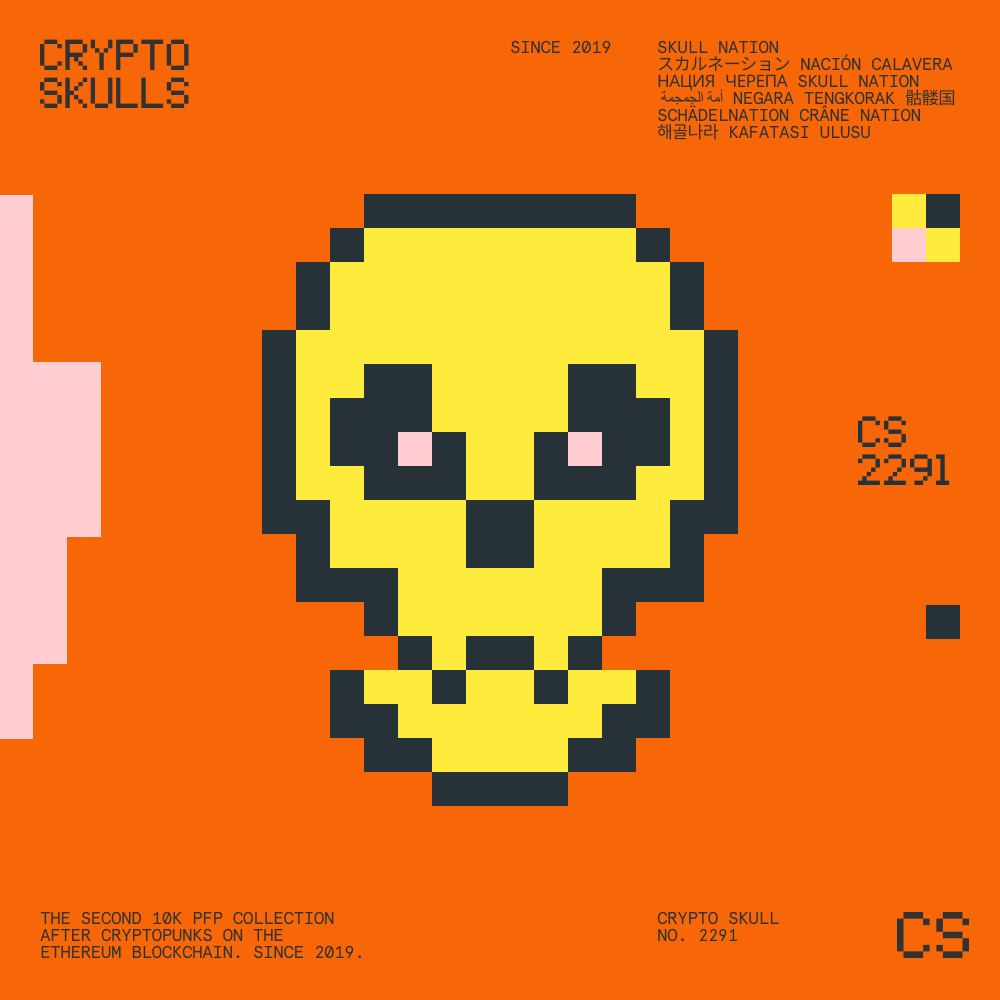 CRYPTO
SKULLS
SINCE 2019
SKULL NATION
スカルネーション NACIÓN CALAVERA
НАЦИЯ ЧЕРЕПА SKULL NATION
أمة الجمجمة NEGARA TENGKORAK 骷髅国
SCHÄDELNATION CRÂNE NATION
해골나라 KAFATASI ULUSU
CS
2291
THE SECOND 10K PFP COLLECTION
AFTER CRYPTOPUNKS ON THE
ETHEREUM BLOCKCHAIN. SINCE 2019.
CRYPTO SKULL
NO. 2291
CS